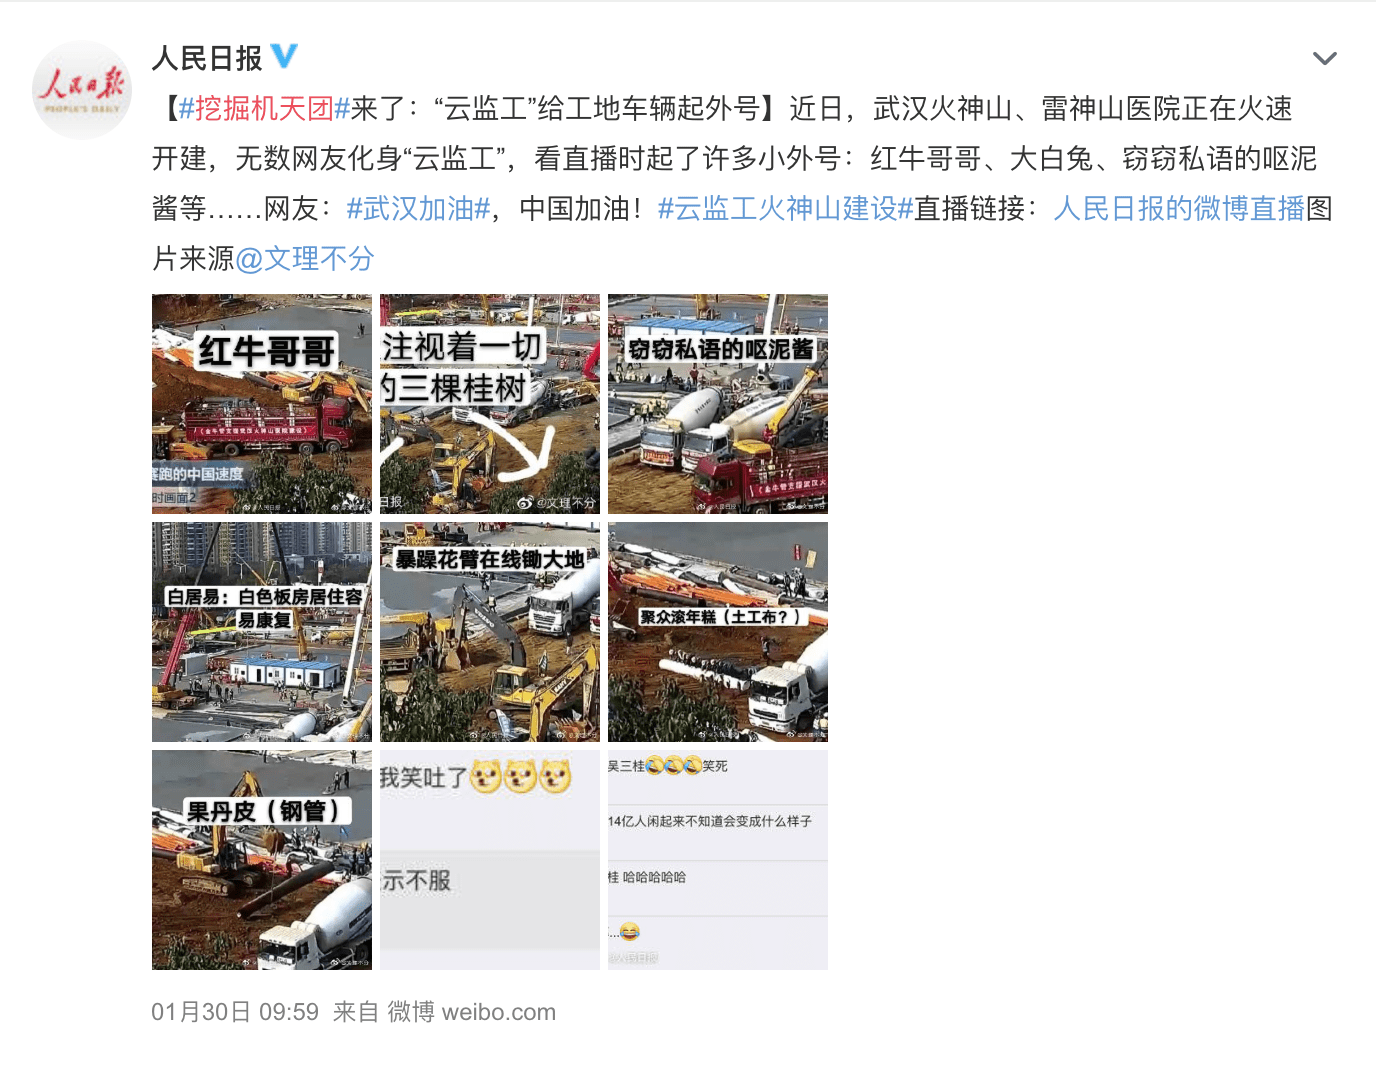 人民日报
人民日报
PEOPLE'S DAILY
【#挖掘机天团#来了：“云监工”给工地车辆起外号】近日，武汉火神山、雷神山医院正在火速
开建，无数网友化身“云监工”，看直播时起了许多小外号：红牛哥哥、大白兔、窃窃私语的呕泥
酱等……网友：#武汉加油#，中国加油！#云监工火神山建设#直播链接：人民日报的微博直播图
片来源@文理不分
红牛哥哥
赛跑的中国速度
时画面2
注视着一切
的三棵桂树
日报
@文理不分
窃窃私语的呕泥酱
白居易：白色板房居住容
易康复
暴躁花臂在线锄大地
聚众滚年糕（土工布？）
果丹皮（钢管）
我笑吐了
示不服
吴三桂 笑死
14亿人闲起来不知道会变成什么样子
桂 哈哈哈哈哈
...
01月30日 09:59 来自 微博 weibo.com